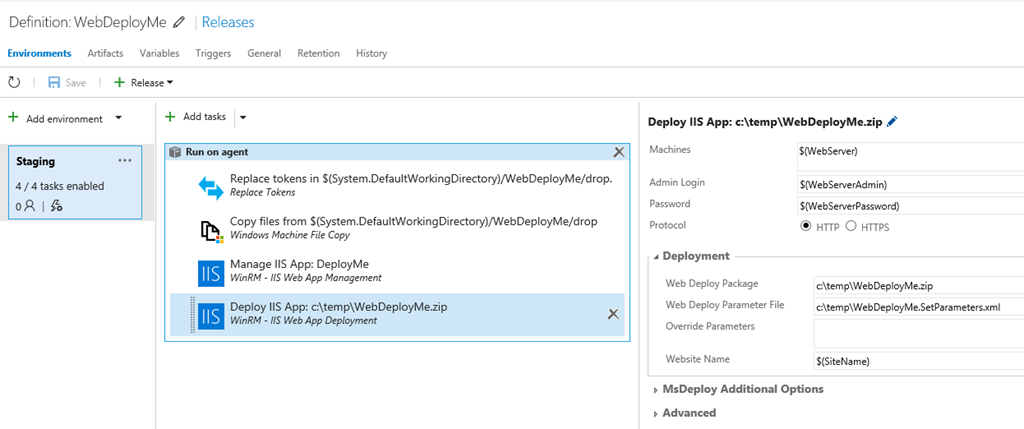 Definition: WebDeployMe | Releases
Environments Artifacts Variables Triggers General Retention History
Save | + Release
+ Add environment
Staging ...
4 / 4 tasks enabled
0 |
+ Add tasks
Run on agent
Replace tokens in $(System.DefaultWorkingDirectory)/WebDeployMe/drop.
Replace Tokens
Copy files from $(System.DefaultWorkingDirectory)/WebDeployMe/drop
Windows Machine File Copy
IIS Manage IIS App: DeployMe
WinRM - IIS Web App Management
IIS Deploy IIS App: c:\temp\WebDeployMe.zip
WinRM - IIS Web App Deployment
Deploy IIS App: c:\temp\WebDeployMe.zip
Machines $(WebServer)
Admin Login $(WebServerAdmin)
Password $(WebServerPassword)
Protocol HTTP HTTPS
Deployment
Web Deploy Package c:\temp\WebDeployMe.zip
Web Deploy Parameter File c:\temp\WebDeployMe.SetParameters.xml
Override Parameters
Website Name $(SiteName)
MsDeploy Additional Options
Advanced